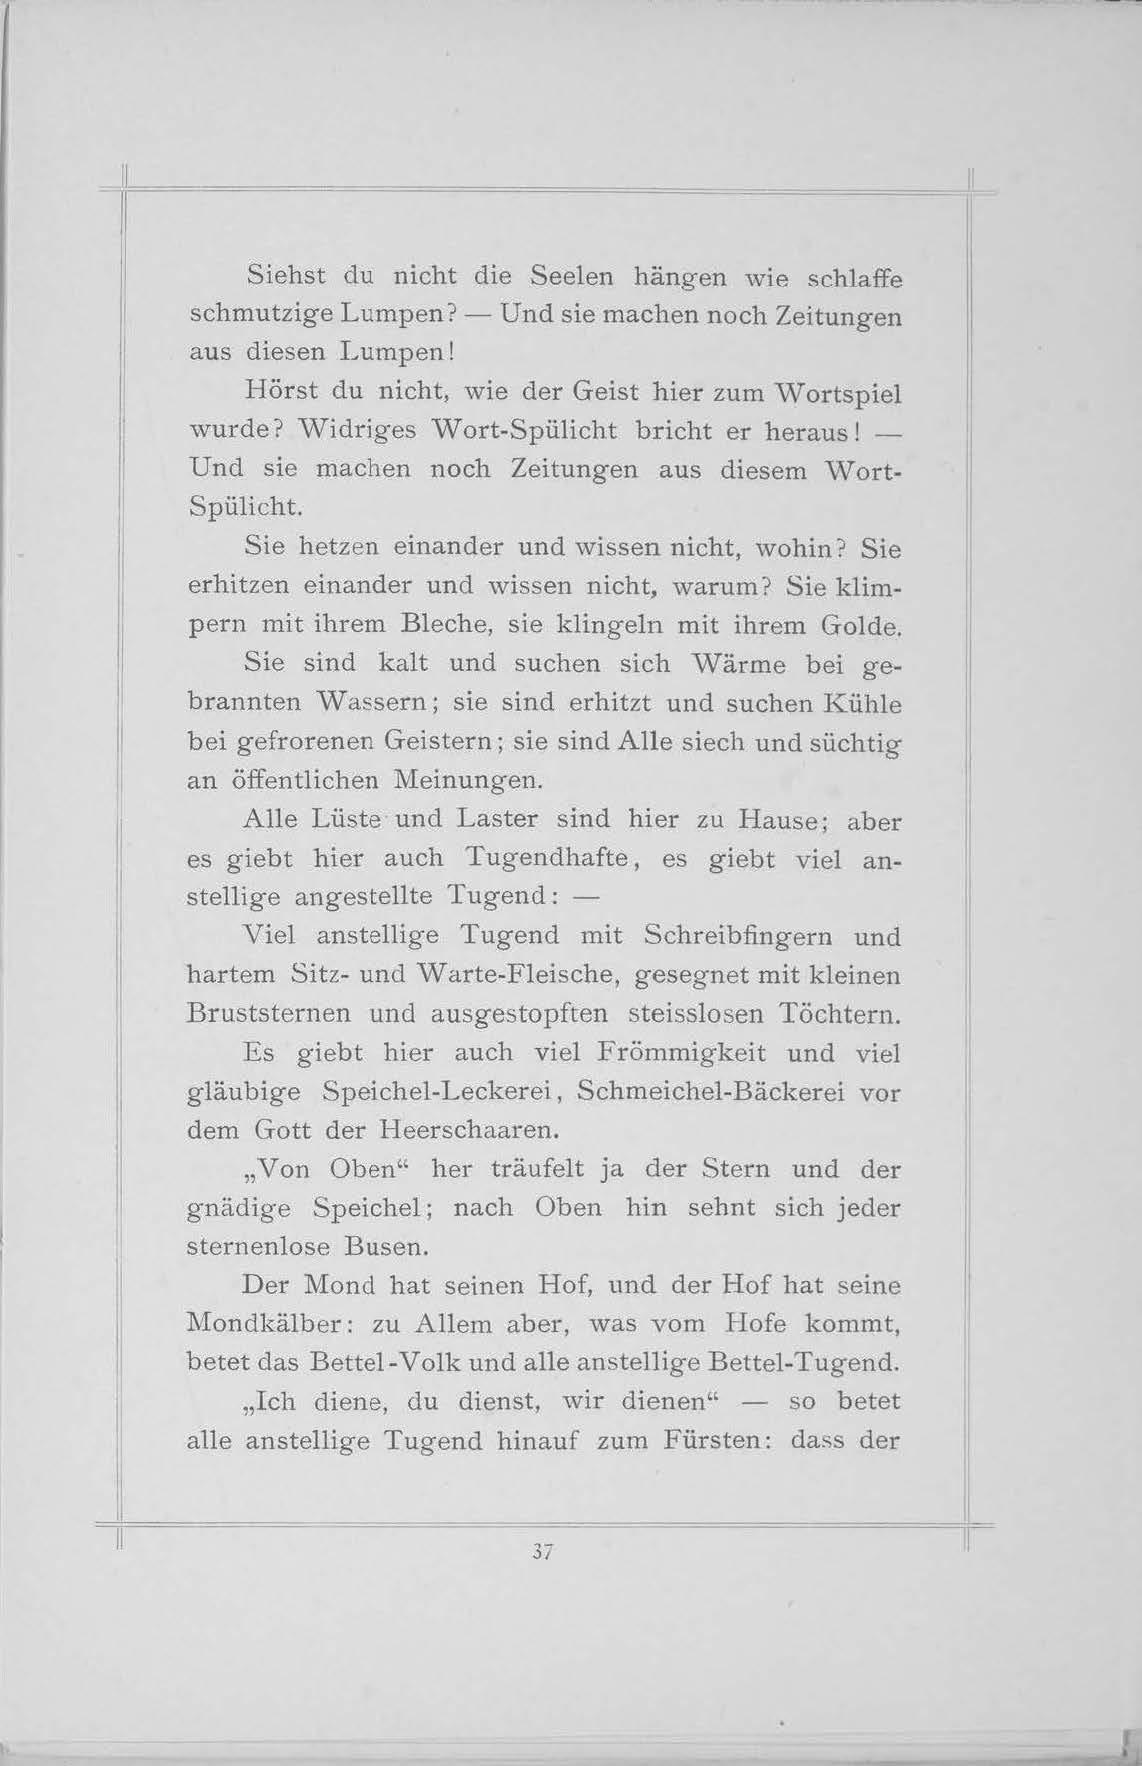 Siehst du nicht die Seelen hängen wie schlaffe
schmutzige Lumpen? — Und sie machen noch Zeitungen
aus diesen Lumpen!
Hörst du nicht, wie der Geist hier zum Wortspiel
wurde? Widriges Wort-Spülicht bricht er heraus! —
Und sie machen noch Zeitungen aus diesem Wort-
Spülicht.
Sie hetzen einander und wissen nicht, wohin? Sie
erhitzen einander und wissen nicht, warum? Sie klim-
pern mit ihrem Bleche, sie klingeln mit ihrem Golde.
Sie sind kalt und suchen sich Wärme bei ge-
brannten Wassern; sie sind erhitzt und suchen Kühle
bei gefrorenen Geistern; sie sind Alle siech und süchtig
an öffentlichen Meinungen.
Alle Lüste und Laster sind hier zu Hause; aber
es giebt hier auch Tugendhafte, es giebt viel an-
stellige angestellte Tugend: —
Viel anstellige Tugend mit Schreibfingern und
hartem Sitz- und Warte-Fleische, gesegnet mit kleinen
Bruststernen und ausgestopften steisslosen Töchtern.
Es giebt hier auch viel Frömmigkeit und viel
gläubige Speichel-Leckerei, Schmeichel-Bäckerei vor
dem Gott der Heerschaaren.
„Von Oben“ her träufelt ja der Stern und der
gnädige Speichel; nach Oben hin sehnt sich jeder
sternenlose Busen.
Der Mond hat seinen Hof, und der Hof hat seine
Mondkälber: zu Allem aber, was vom Hofe kommt,
betet das Bettel-Volk und alle anstellige Bettel-Tugend.
„Ich diene, du dienst, wir dienen“ — so betet
alle anstellige Tugend hinauf zum Fürsten: dass der
37